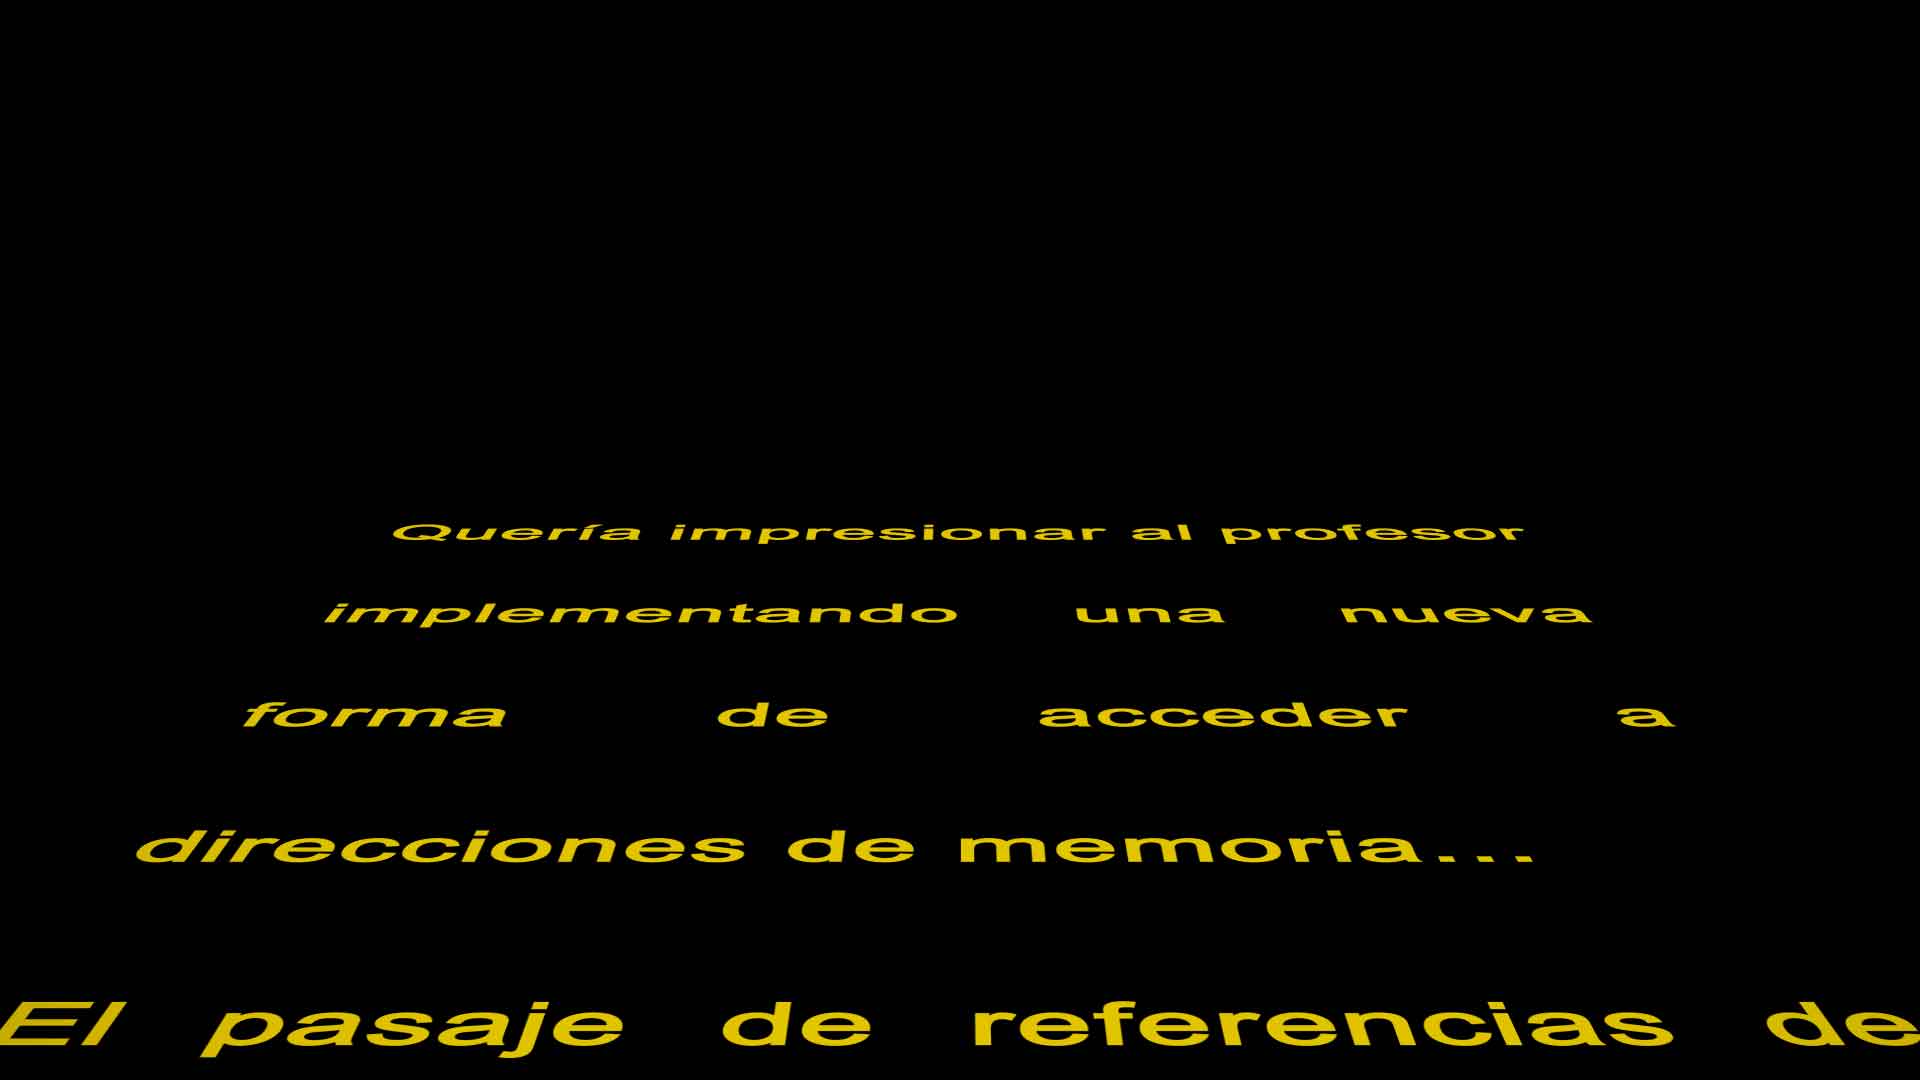 Quería impresionar al profesor
implementando una nueva
forma de acceder a
direcciones de memoria...
El pasaje de referencias de